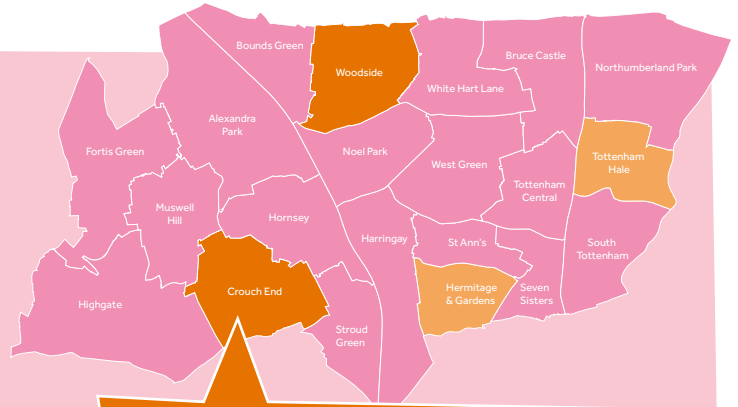 Bounds Green
Woodside
Bruce Castle
Northumberland Park
White Hart Lane
Alexandra
Park
Fortis Green
Noel Park
West Green
Tottenham
Hale
Tottenham
Central
Muswell
Hill
Hornsey
Harringay
St Ann's
South
Tottenham
Crouch End
Hermitage
& Gardens
Seven
Sisters
Highgate
Stroud
Green